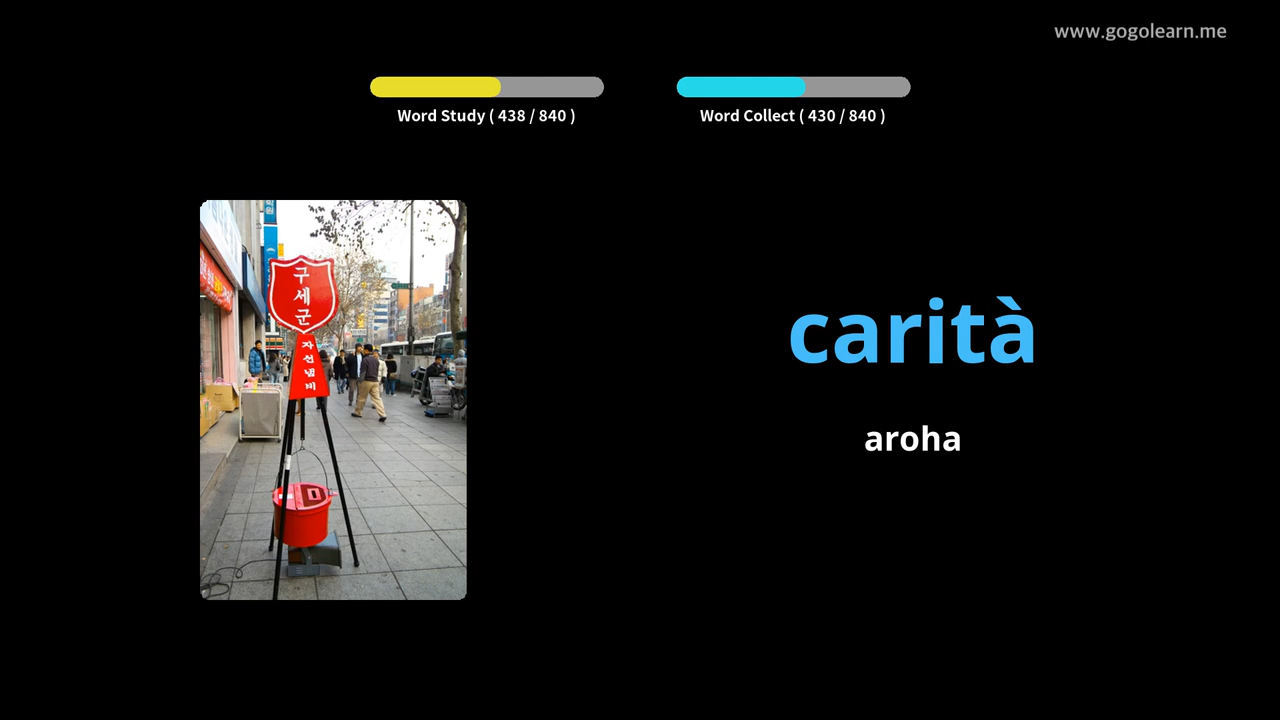 www.gogolearn.me
Word Study ( 438 / 840 )
Word Collect ( 430 / 840 )
구
세
군
자
선
냄
비
carità
aroha